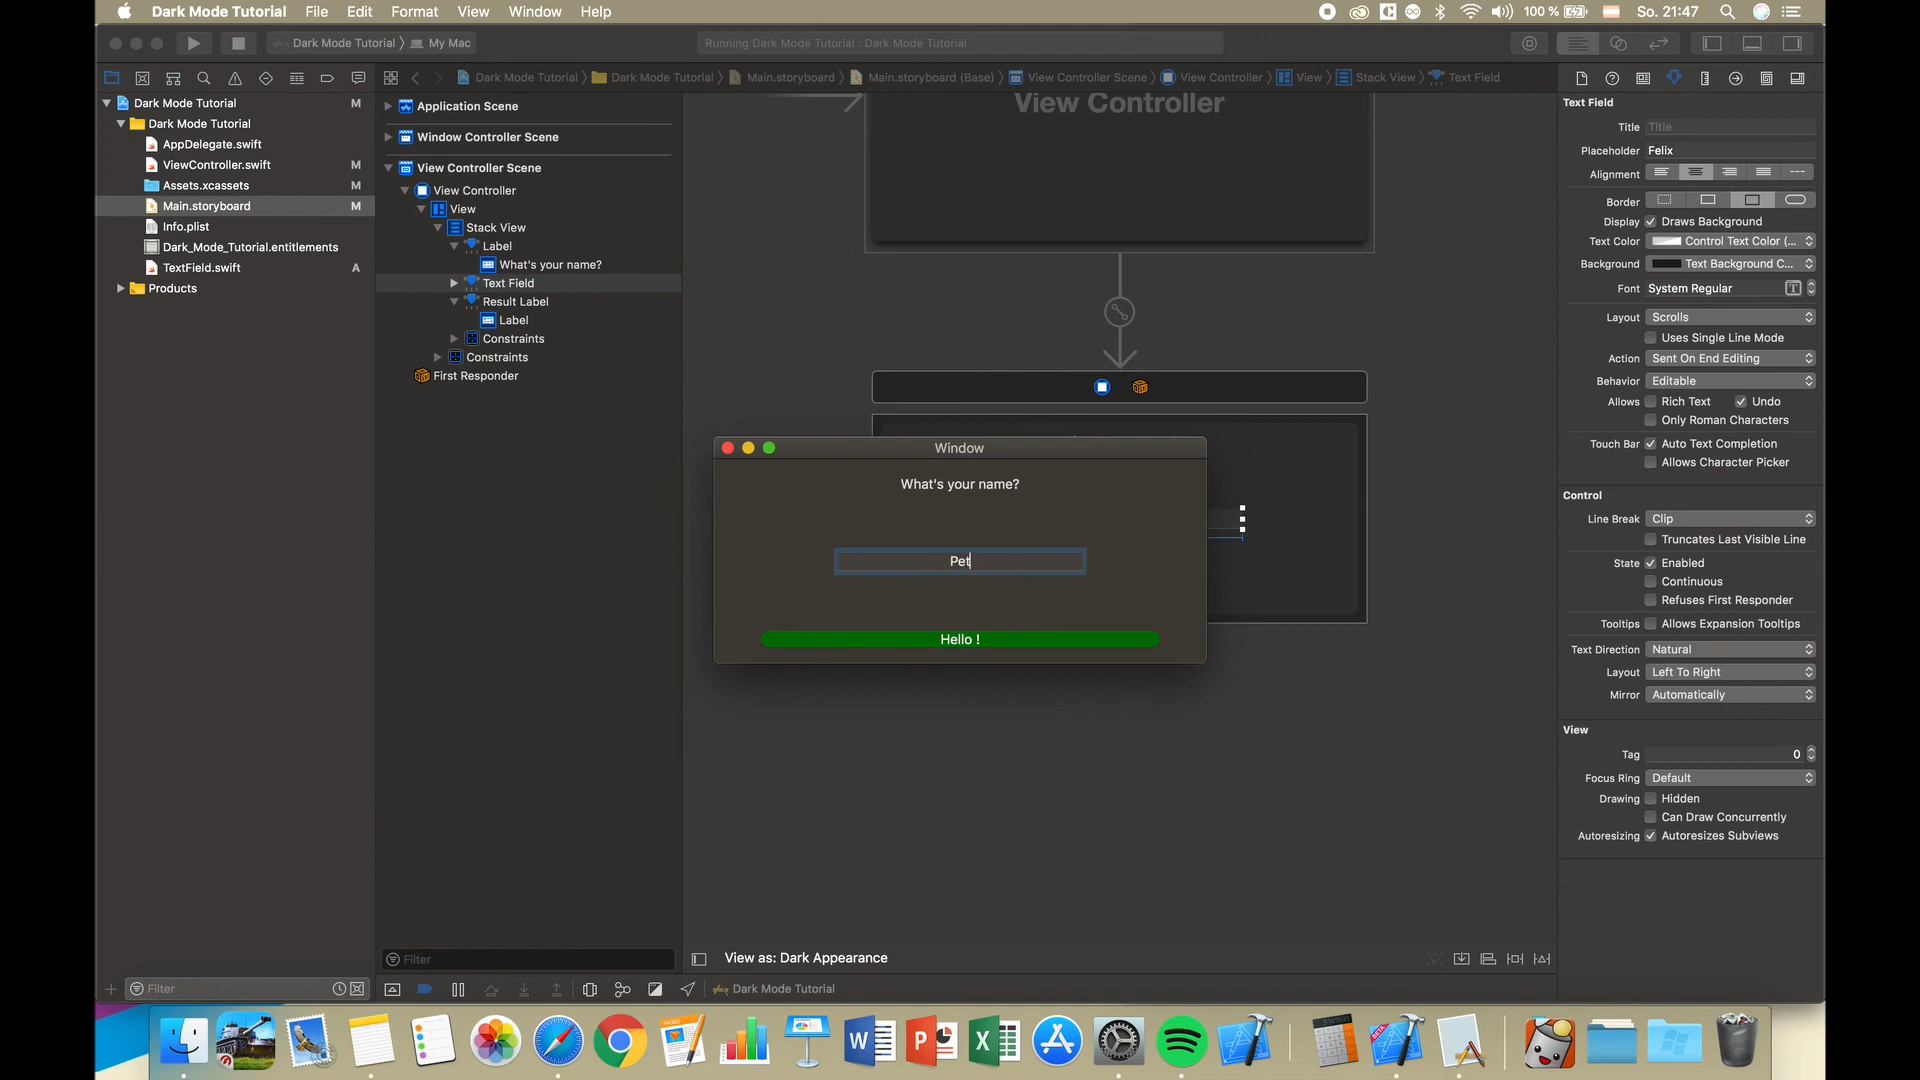 Dark Mode Tutorial File Edit Format View Window Help 100 % So. 21:47
Dark Mode Tutorial My Mac Running Dark Mode Tutorial : Dark Mode Tutorial
Dark Mode Tutorial Dark Mode Tutorial Main.storyboard Main.storyboard (Base) View Controller Scene View Controller View Stack View Text Field
Dark Mode Tutorial M
Dark Mode Tutorial
AppDelegate.swift
ViewController.swift M
Assets.xcassets M
Main.storyboard M
Info.plist
Dark_Mode_Tutorial.entitlements
TextField.swift A
Products
Filter
Application Scene
Window Controller Scene
View Controller Scene
View Controller
View
Stack View
Label
What's your name?
Text Field
Result Label
Label
Constraints
Constraints
First Responder
Filter
View Controller
Window
What's your name?
Pet
Hello !
View as: Dark Appearance
Dark Mode Tutorial
Text Field
Title Title
Placeholder Felix
Alignment
Border
Display Draws Background
Text Color Control Text Color (...
Background Text Background C...
Font System Regular T
Layout Scrolls
Uses Single Line Mode
Action Sent On End Editing
Behavior Editable
Allows Rich Text Undo
Only Roman Characters
Touch Bar Auto Text Completion
Allows Character Picker
Control
Line Break Clip
Truncates Last Visible Line
State Enabled
Continuous
Refuses First Responder
Tooltips Allows Expansion Tooltips
Text Direction Natural
Layout Left To Right
Mirror Automatically
View
Tag 0
Focus Ring Default
Drawing Hidden
Can Draw Concurrently
Autoresizing Autoresizes Subviews
PAGES W P X